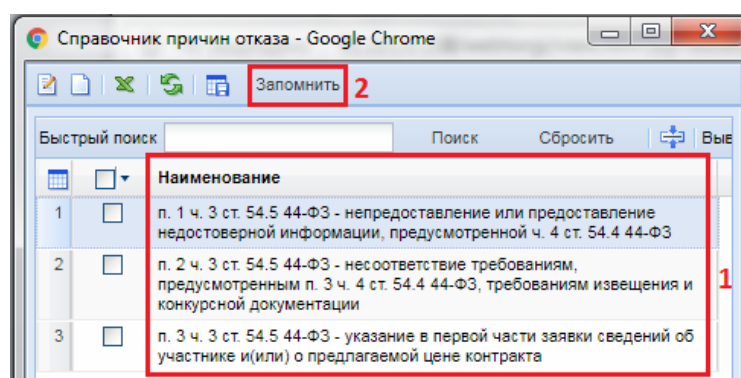 Справочник причин отказа - Google Chrome
Запомнить 2
Быстрый поиск Поиск Сбросить Выв
Наименование
1 п. 1 ч. 3 ст. 54.5 44-ФЗ - непредоставление или предоставление
недостоверной информации, предусмотренной ч. 4 ст. 54.4 44-ФЗ
2 п. 2 ч. 3 ст. 54.5 44-ФЗ - несоответствие требованиям,
предусмотренным п. 3 ч. 4 ст. 54.4 44-ФЗ, требованиям извещения и 1
конкурсной документации
3 п. 3 ч. 3 ст. 54.5 44-ФЗ - указание в первой части заявки сведений об
участнике и(или) о предлагаемой цене контракта